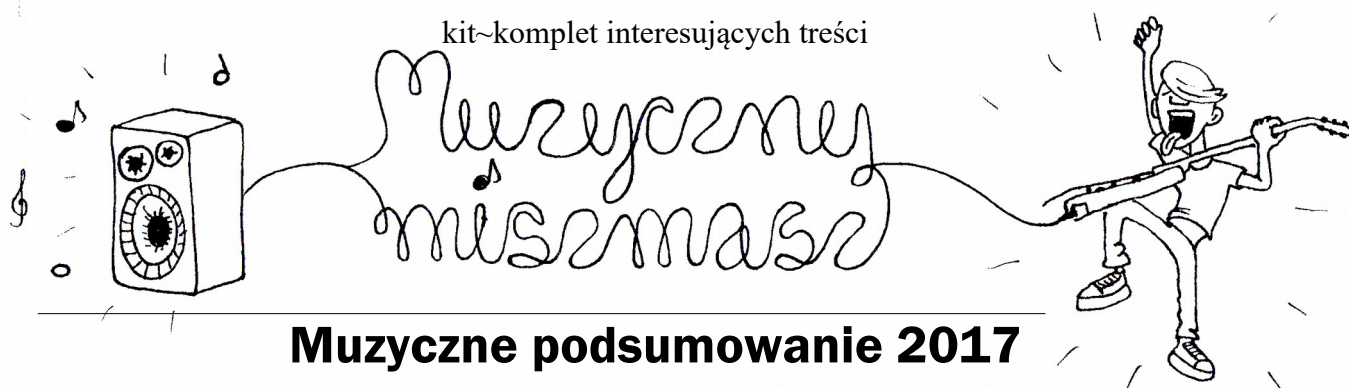 kit~komplet interesujących treści
Muzyczny
miszmasz
Muzyczne podsumowanie 2017